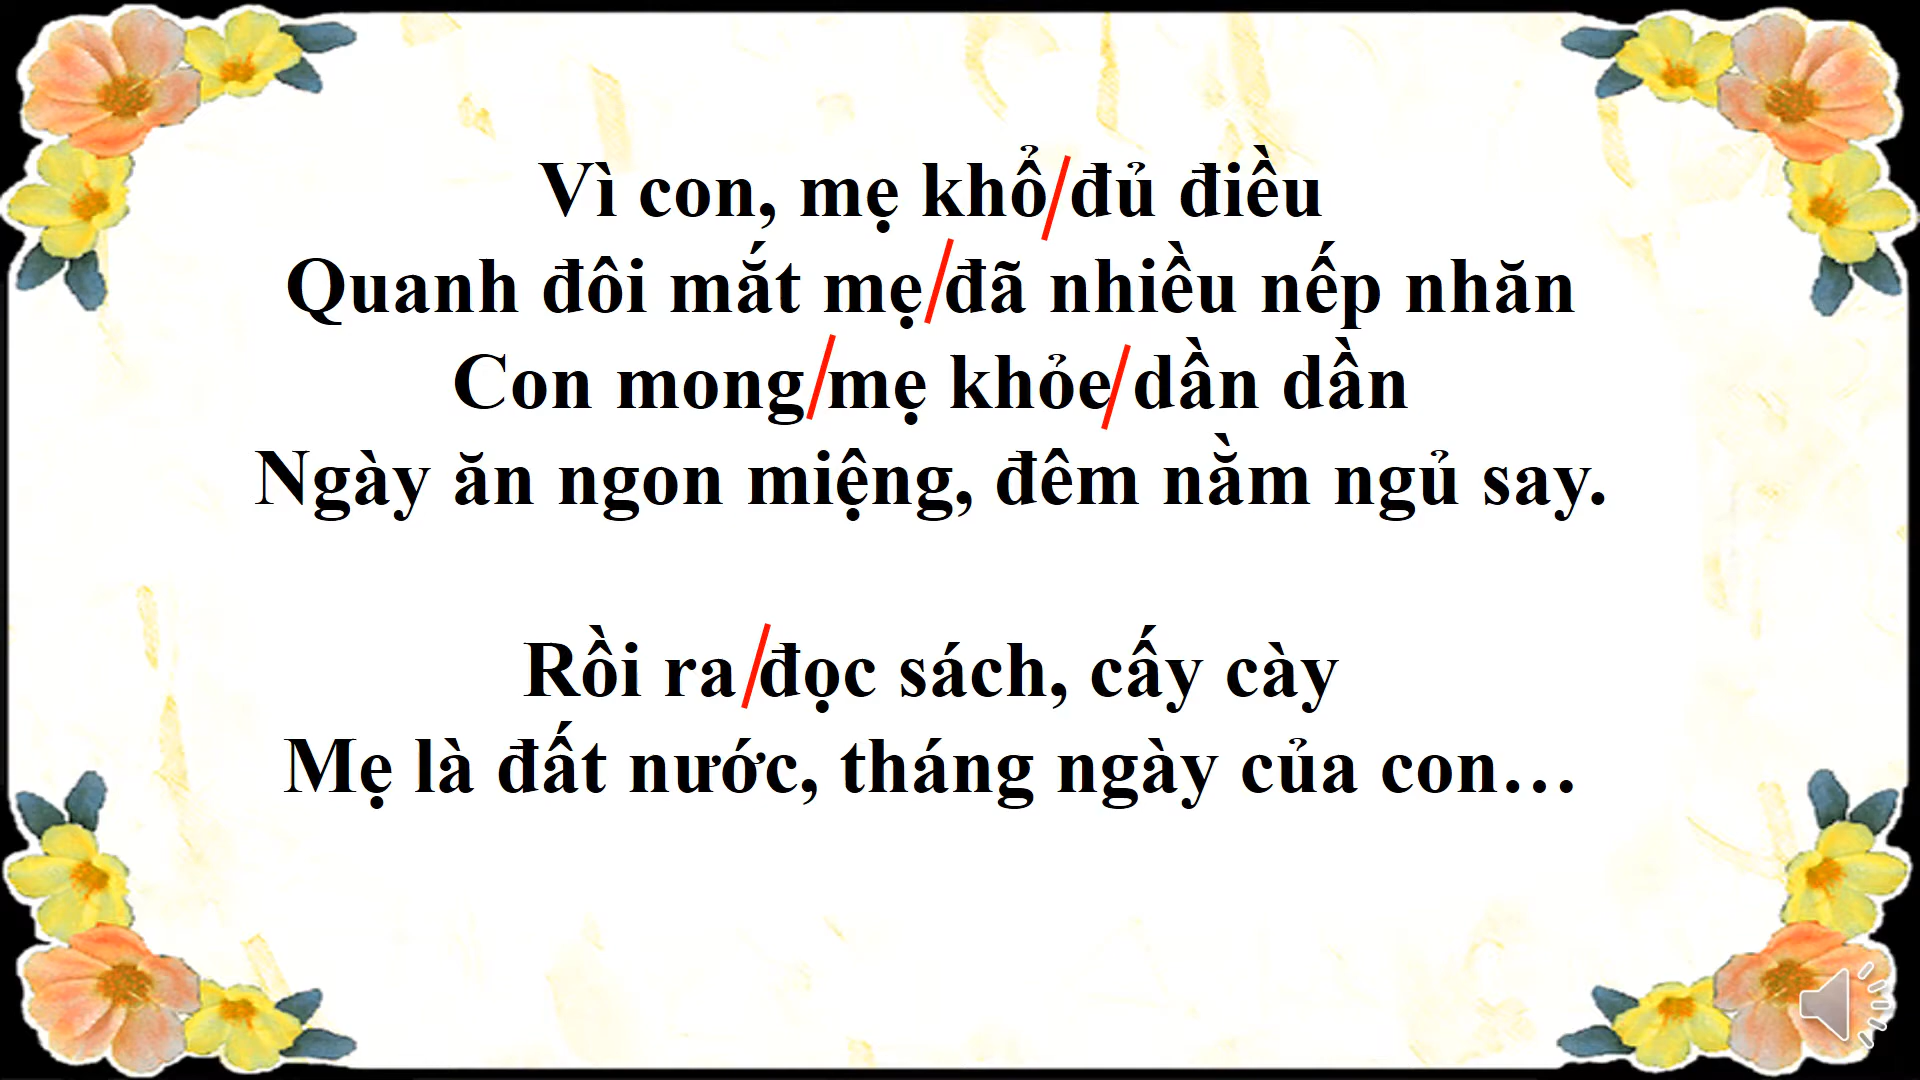 Vì con, mẹ khổ/đủ điều
Quanh đôi mắt mẹ/đã nhiều nếp nhăn
Con mong/mẹ khỏe/dần dần
Ngày ăn ngon miệng, đêm nằm ngủ say.
Rồi ra/đọc sách, cấy cày
Mẹ là đất nước, tháng ngày của con…